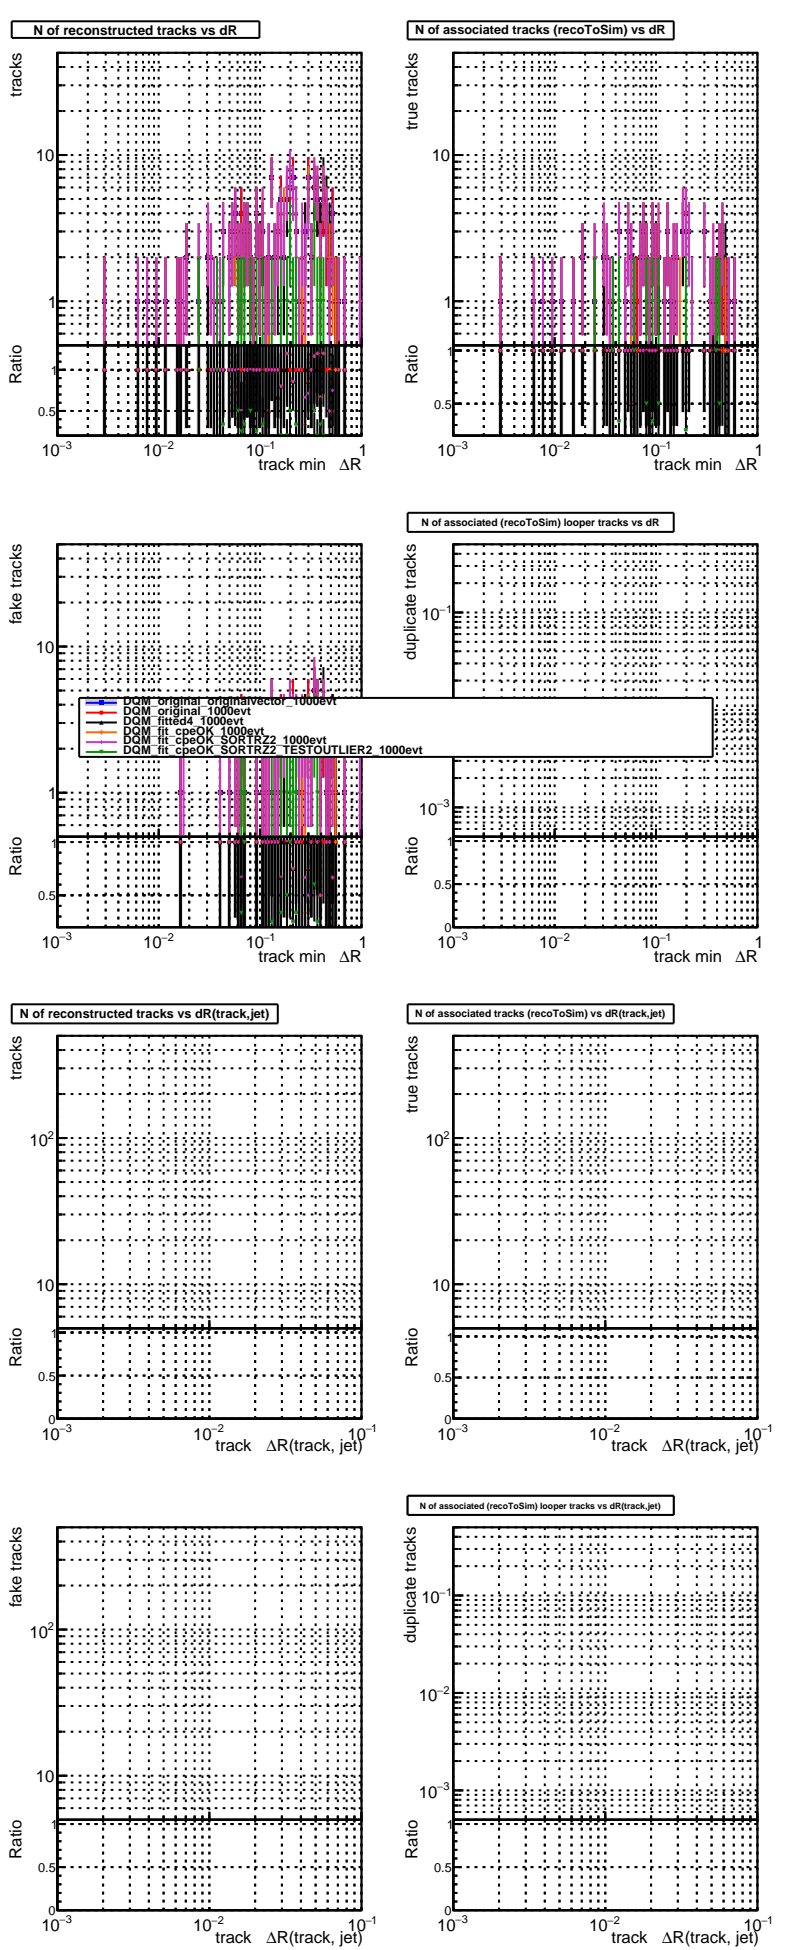 N of reconstructed tracks vs dR
tracks
10
1
Ratio
1
0.5
10⁻³ 10⁻² 10⁻¹ 1
track min ΔR
N of associated tracks (recoToSim) vs dR
true tracks
10
1
Ratio
1
0.5
10⁻³ 10⁻² 10⁻¹ 1
track min ΔR
fake tracks
10
1
Ratio
1
0.5
10⁻³ 10⁻² 10⁻¹ 1
track min ΔR
N of associated (recoToSim) looper tracks vs dR
duplicate tracks
10⁻¹
10⁻³
Ratio
1
0.5
0
10⁻³ 10⁻² 10⁻¹ 1
track min ΔR
DQM_original_originalvector_1000evt
DQM_original_1000evt
DQM_fitted4_1000evt
DQM_fit_cpeOK_1000evt
DQM_fit_cpeOK_SORTRZ2_1000evt
DQM_fit_cpeOK_SORTRZ2_TESTOUTLIER2_1000evt
N of reconstructed tracks vs dR(track,jet)
tracks
10²
10
Ratio
1
0.5
0
10⁻³ 10⁻² 10⁻¹
track ΔR(track, jet)
N of associated tracks (recoToSim) vs dR(track,jet)
true tracks
10²
10
Ratio
1
0.5
0
10⁻³ 10⁻² 10⁻¹
track ΔR(track, jet)
fake tracks
10²
10
Ratio
1
0.5
0
10⁻³ 10⁻² 10⁻¹
track ΔR(track, jet)
N of associated (recoToSim) looper tracks vs dR(track,jet)
duplicate tracks
10⁻¹
10⁻²
10⁻³
Ratio
1
0.5
0
10⁻³ 10⁻² 10⁻¹
track ΔR(track, jet)